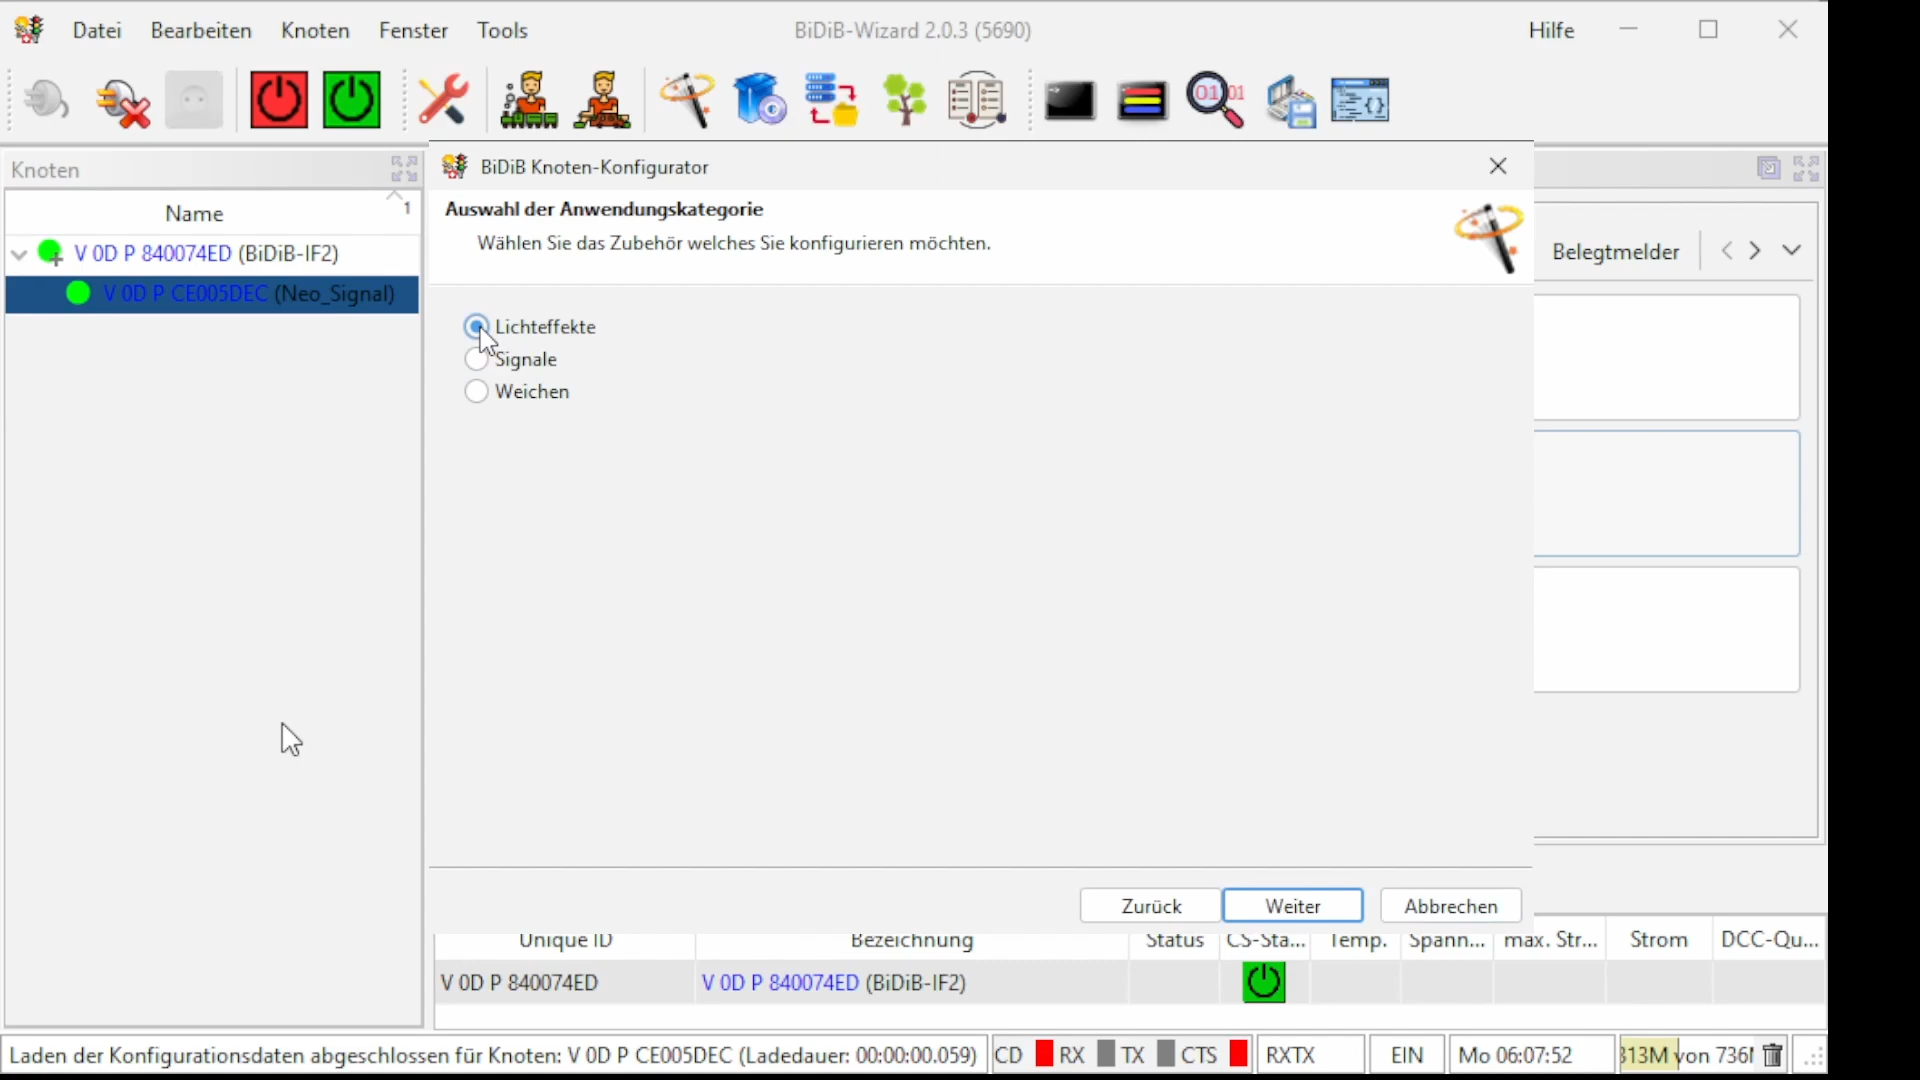 Datei Bearbeiten Knoten Fenster Tools BiDiB-Wizard 2.0.3 (5690) Hilfe
Knoten
Name 1
V 0D P 840074ED (BiDiB-IF2)
V 0D P CE005DEC (Neo_Signal)
BiDiB Knoten-Konfigurator
Auswahl der Anwendungskategorie
Wählen Sie das Zubehör welches Sie konfigurieren möchten.
Lichteffekte
Signale
Weichen
Belegtmelder
Zurück Weiter Abbrechen
Unique ID Bezeichnung Status CS-Sta... Temp. Spann... max. Str... Strom DCC-Qu...
V 0D P 840074ED V 0D P 840074ED (BiDiB-IF2)
Laden der Konfigurationsdaten abgeschlossen für Knoten: V 0D P CE005DEC (Ladedauer: 00:00:00.059) CD RX TX CTS RXTX EIN Mo 06:07:52 313M von 736